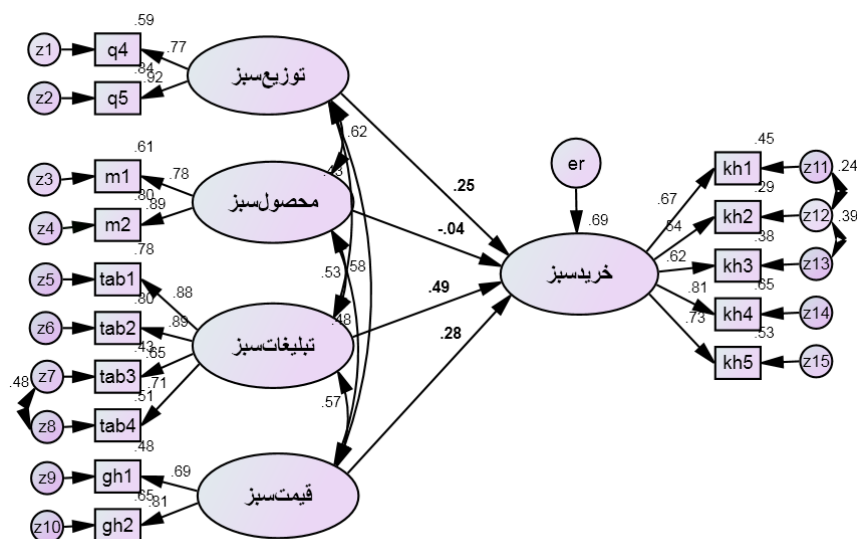 .59
z1 q4 .77
.84
z2 q5 .92
توزیع‌سبز
.61
z3 m1 .78
.80
z4 m2 .89
محصول‌سبز
.78
z5 tab1 .88
.80
z6 tab2 .89
.43
z7 tab3 .65
.51
z8 tab4 .71
.48
تبلیغات‌سبز
.48
z9 gh1 .69
.65
z10 gh2 .81
قیمت‌سبز
.62
.53
.58
.48
.57
.25
-.04
.49
.28
er
.69
خریدسبز
.45
.67 kh1 z11
.24
.29
.54 kh2 z12
.39
.38
.62 kh3 z13
.65
.81 kh4 z14
.53
.73 kh5 z15